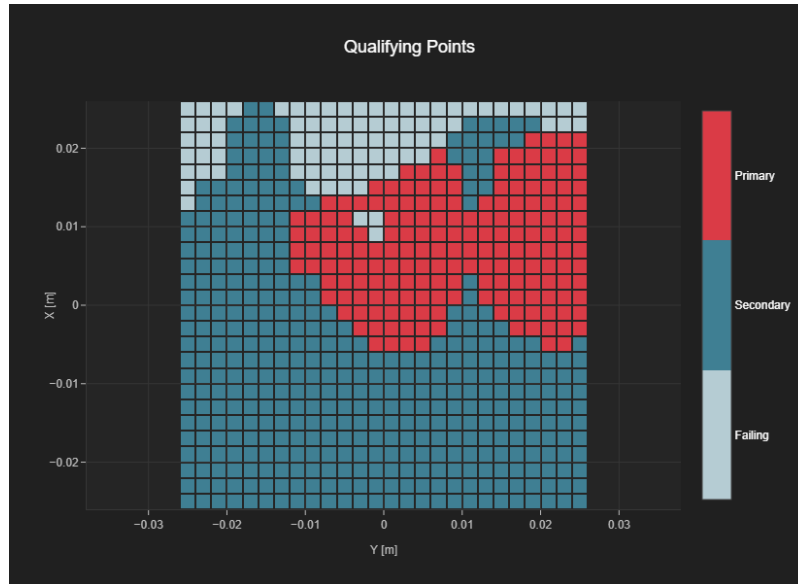 Qualifying Points
Primary
Secondary
Failing
X [m]
0.02
0.01
0
−0.01
−0.02
−0.03
−0.02
−0.01
0
0.01
0.02
0.03
Y [m]